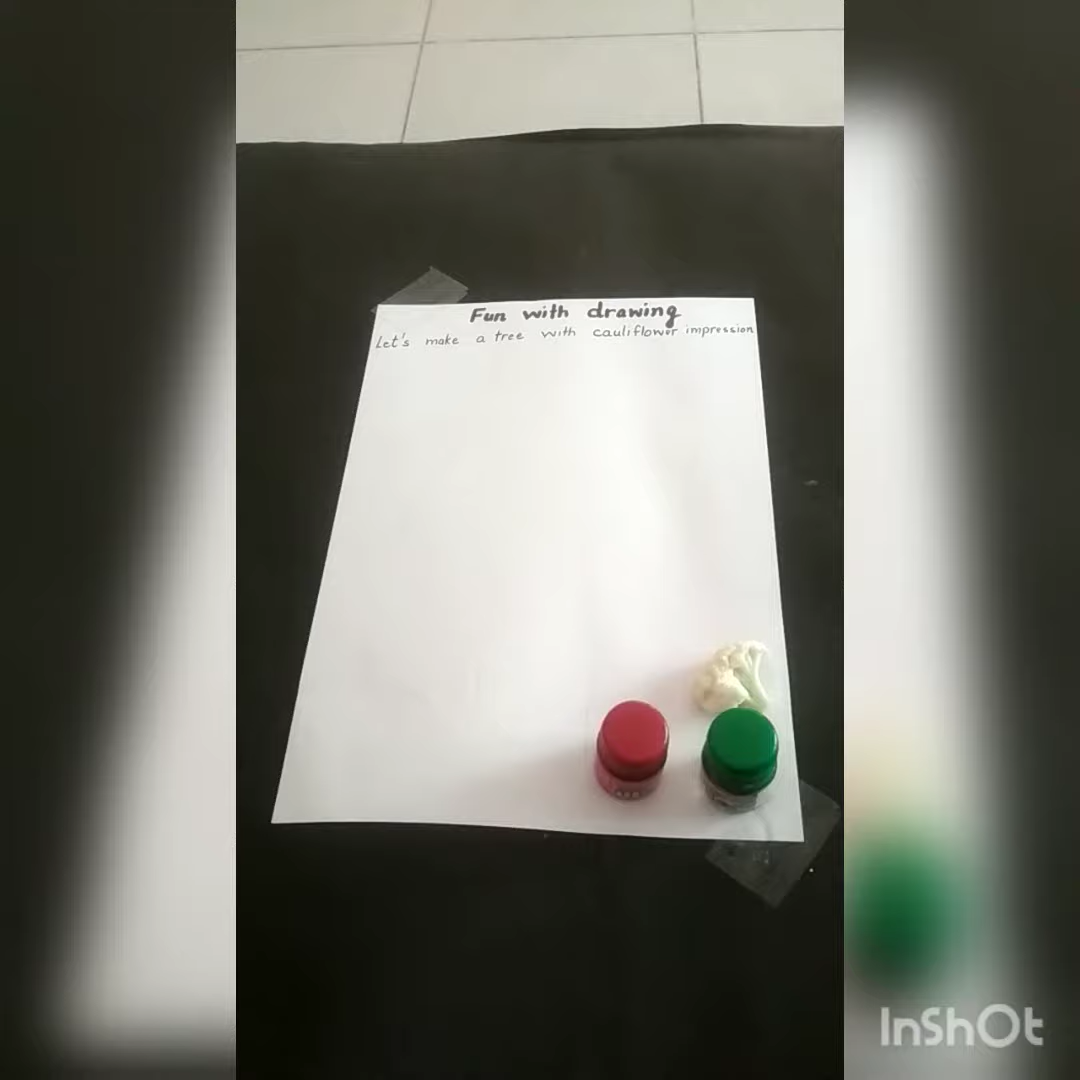 Fun with drawing
Let's make a tree with cauliflower impression
InShOt